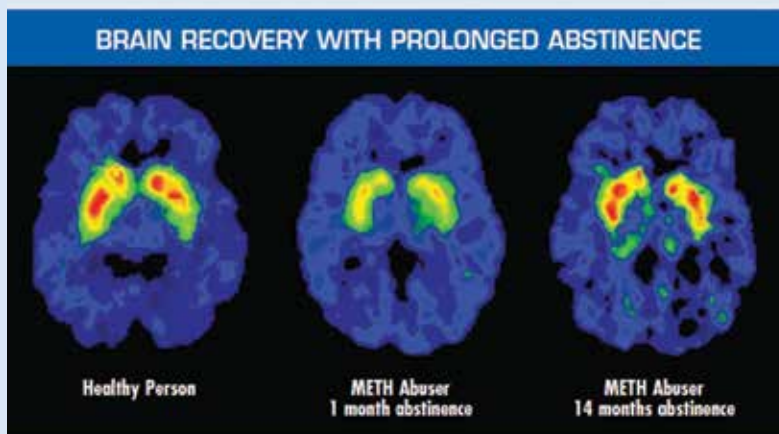 BRAIN RECOVERY WITH PROLONGED ABSTINENCE
Healthy Person
METH Abuser
1 month abstinence
METH Abuser
14 months abstinence